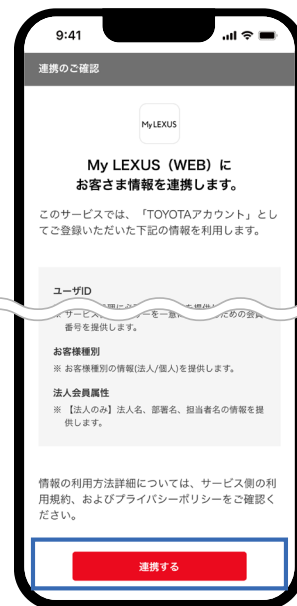 9:41
連携のご確認
My LEXUS
My LEXUS（WEB）に
お客さま情報を連携します。
このサービスでは、「TOYOTAアカウント」とし
てご登録いただいた下記の情報を利用します。
ユーザID
番号を提供します。
お客様種別
※ お客様種別の情報(法人/個人)を提供します。
法人会員属性
※ 【法人のみ】法人名、部署名、担当者名の情報を提
供します。
情報の利用方法詳細については、サービス側の利
用規約、およびプライバシーポリシーをご確認く
ださい。
連携する